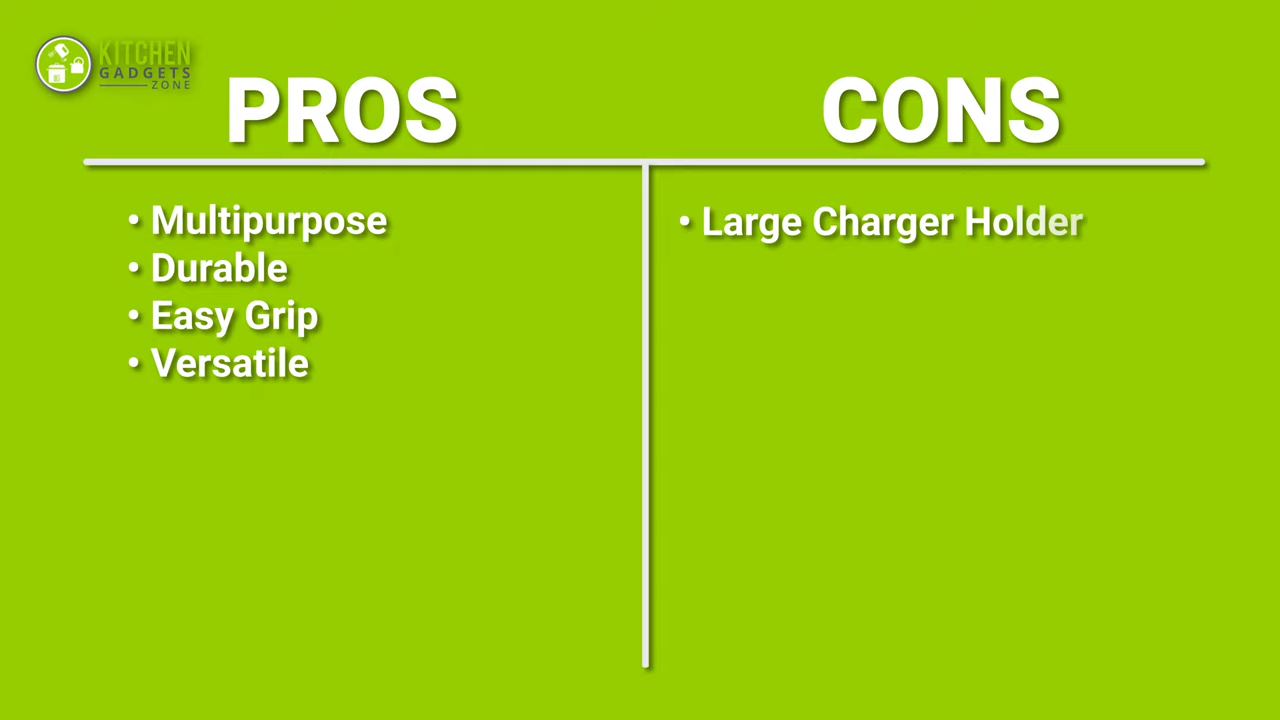 KITCHEN
GADGETS
ZONE
PROS
CONS
• Multipurpose
• Durable
• Easy Grip
• Versatile
• Large Charger Holder